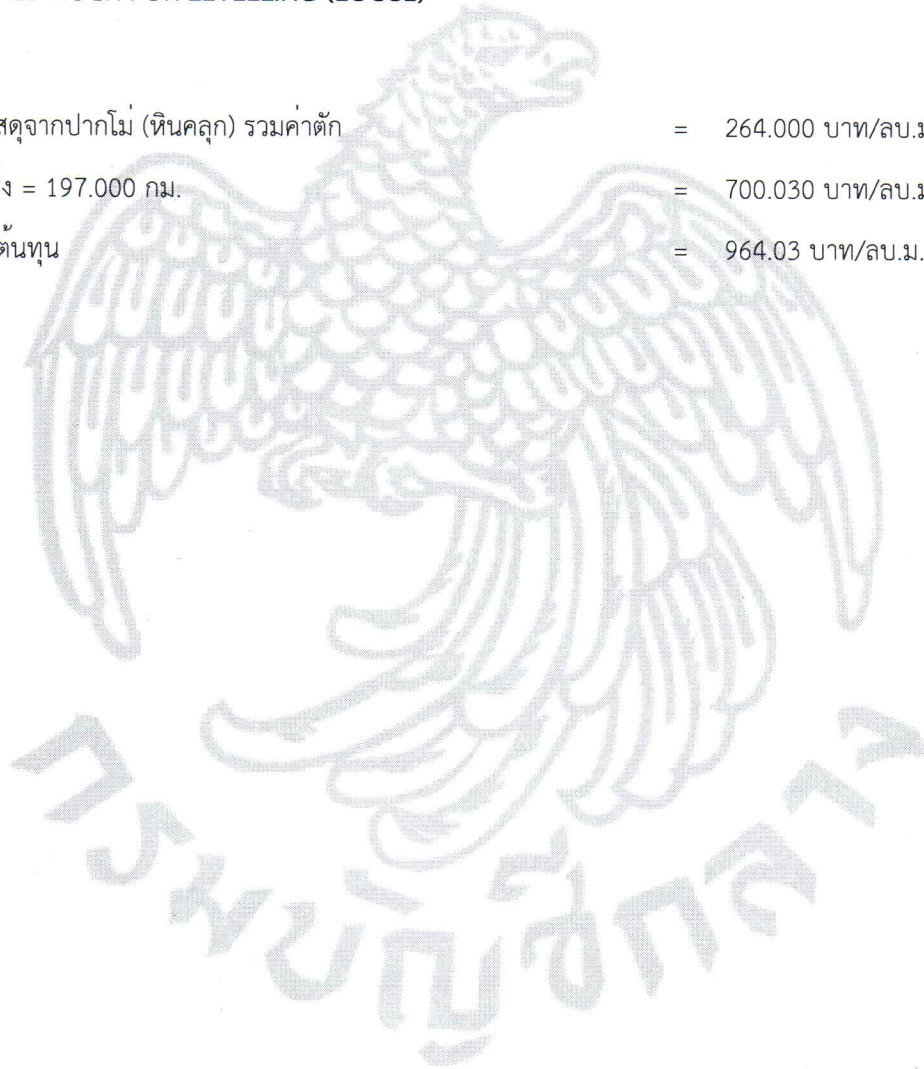 FOR LEVELLING (LOOSE)
สดุจากปากโม่ (หินคลุก) รวมค่าตัก = 264.000 บาท/ลบ.ม
ง = 197.000 กม. = 700.030 บาท/ลบ.ม
ต้นทุน = 964.03 บาท/ลบ.ม.
กรมบัญชีกลาง